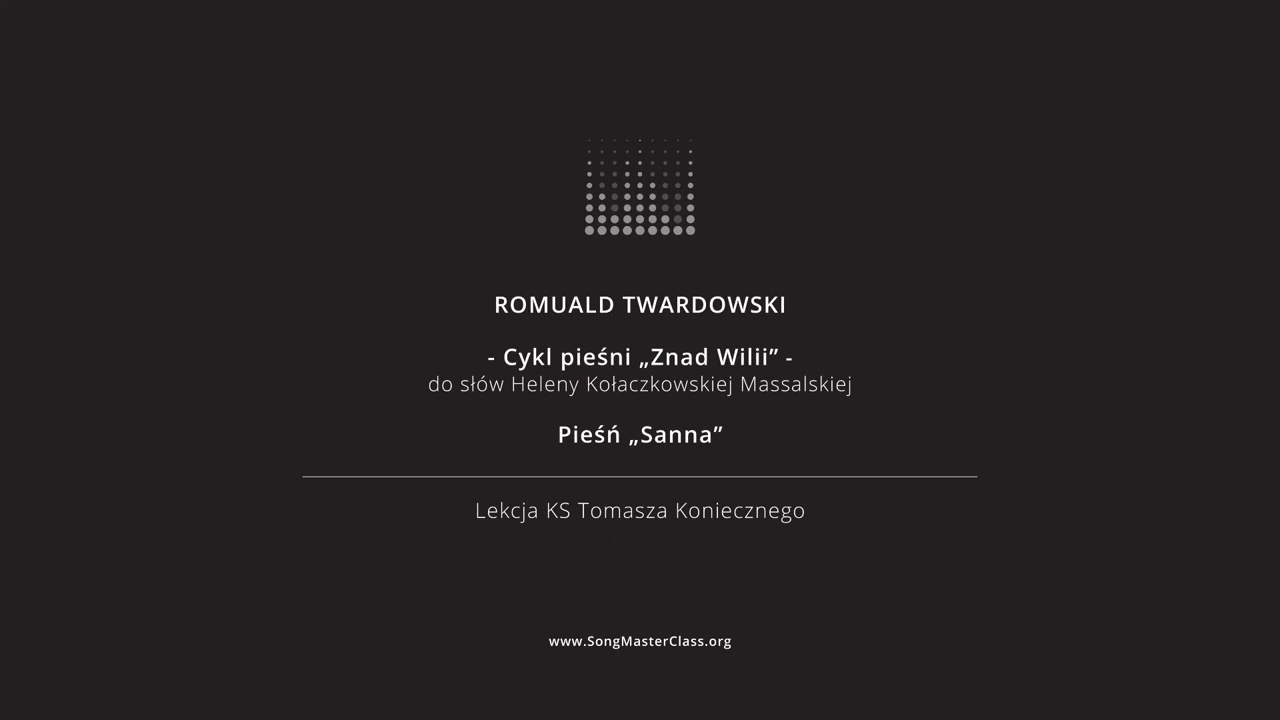 ROMUALD TWARDOWSKI
- Cykl pieśni „Znad Wilii” -
do słów Heleny Kołaczkowskiej Massalskiej
Pieśń „Sanna”
Lekcja KS Tomasza Koniecznego
www.SongMasterClass.org